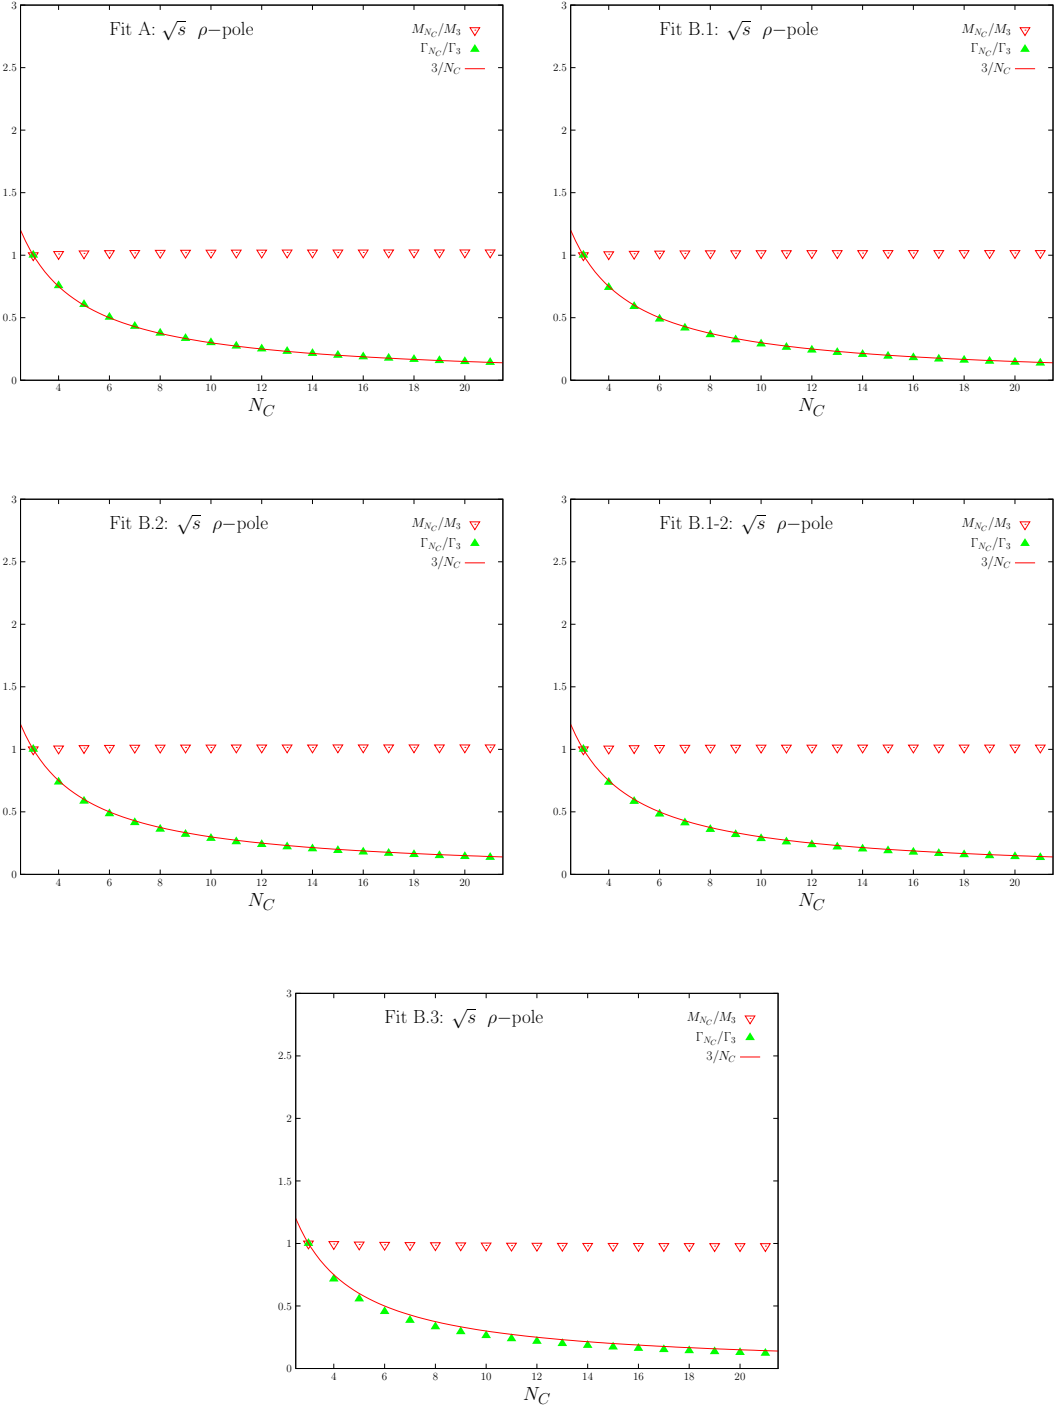 Fit A: √s ρ−pole
M_{N_C}/M_3
Γ_{N_C}/Γ_3
3/N_C
3
2.5
2
1.5
1
0.5
0
4 6 8 10 12 14 16 18 20
N_C
Fit B.1: √s ρ−pole
M_{N_C}/M_3
Γ_{N_C}/Γ_3
3/N_C
3
2.5
2
1.5
1
0.5
0
4 6 8 10 12 14 16 18 20
N_C
Fit B.2: √s ρ−pole
M_{N_C}/M_3
Γ_{N_C}/Γ_3
3/N_C
3
2.5
2
1.5
1
0.5
0
4 6 8 10 12 14 16 18 20
N_C
Fit B.1-2: √s ρ−pole
M_{N_C}/M_3
Γ_{N_C}/Γ_3
3/N_C
3
2.5
2
1.5
1
0.5
0
4 6 8 10 12 14 16 18 20
N_C
Fit B.3: √s ρ−pole
M_{N_C}/M_3
Γ_{N_C}/Γ_3
3/N_C
3
2.5
2
1.5
1
0.5
0
4 6 8 10 12 14 16 18 20
N_C